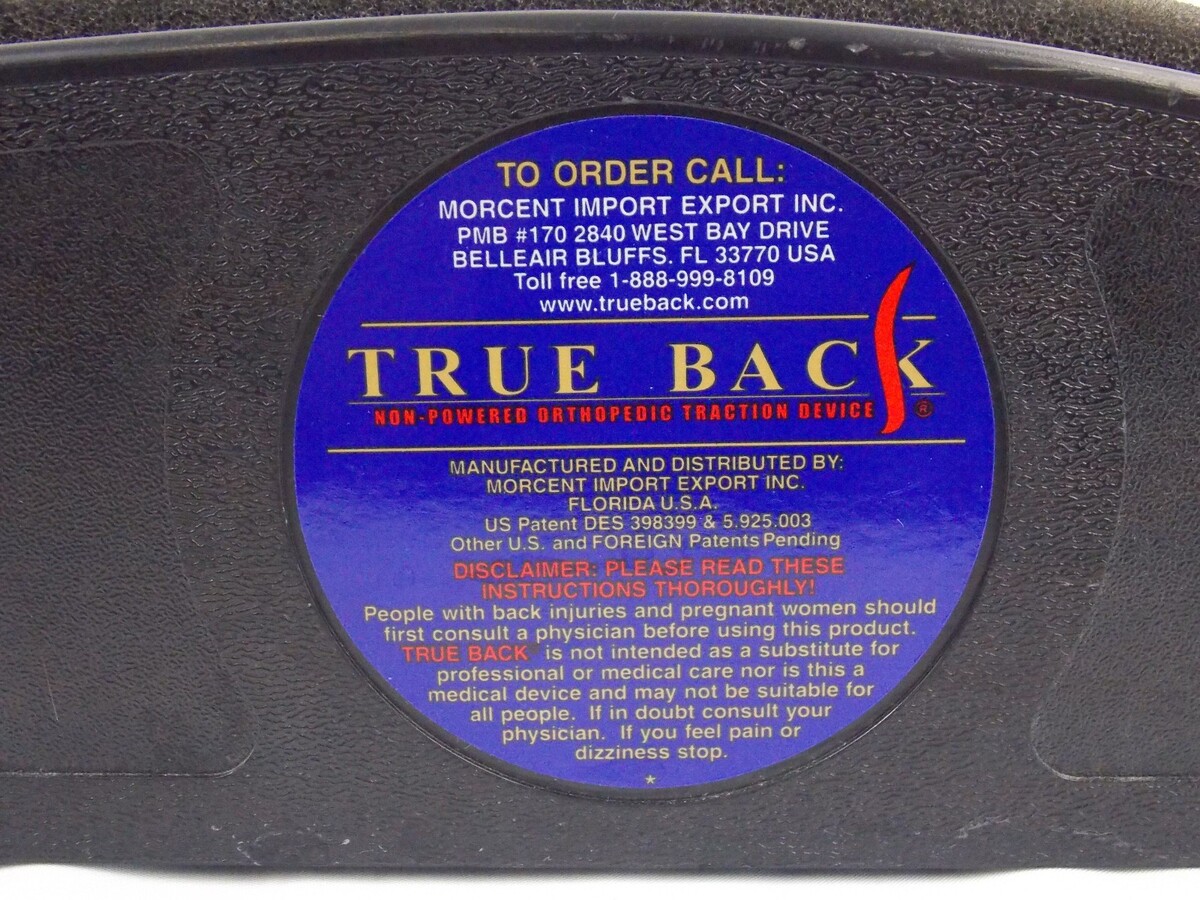 TO ORDER CALL:
MORCENT IMPORT EXPORT INC.
PMB #170 2840 WEST BAY DRIVE
BELLEAIR BLUFFS. FL 33770 USA
Toll free 1-888-999-8109
www.trueback.com
TRUE BACK
NON-POWERED ORTHOPEDIC TRACTION DEVICE ®
MANUFACTURED AND DISTRIBUTED BY:
MORCENT IMPORT EXPORT INC.
FLORIDA U.S.A.
US Patent DES 398399 & 5.925.003
Other U.S. and FOREIGN Patents Pending
DISCLAIMER: PLEASE READ THESE
INSTRUCTIONS THOROUGHLY!
People with back injuries and pregnant women should
first consult a physician before using this product.
TRUE BACK® is not intended as a substitute for
professional or medical care nor is this a
medical device and may not be suitable for
all people. If in doubt consult your
physician. If you feel pain or
dizziness stop.
*